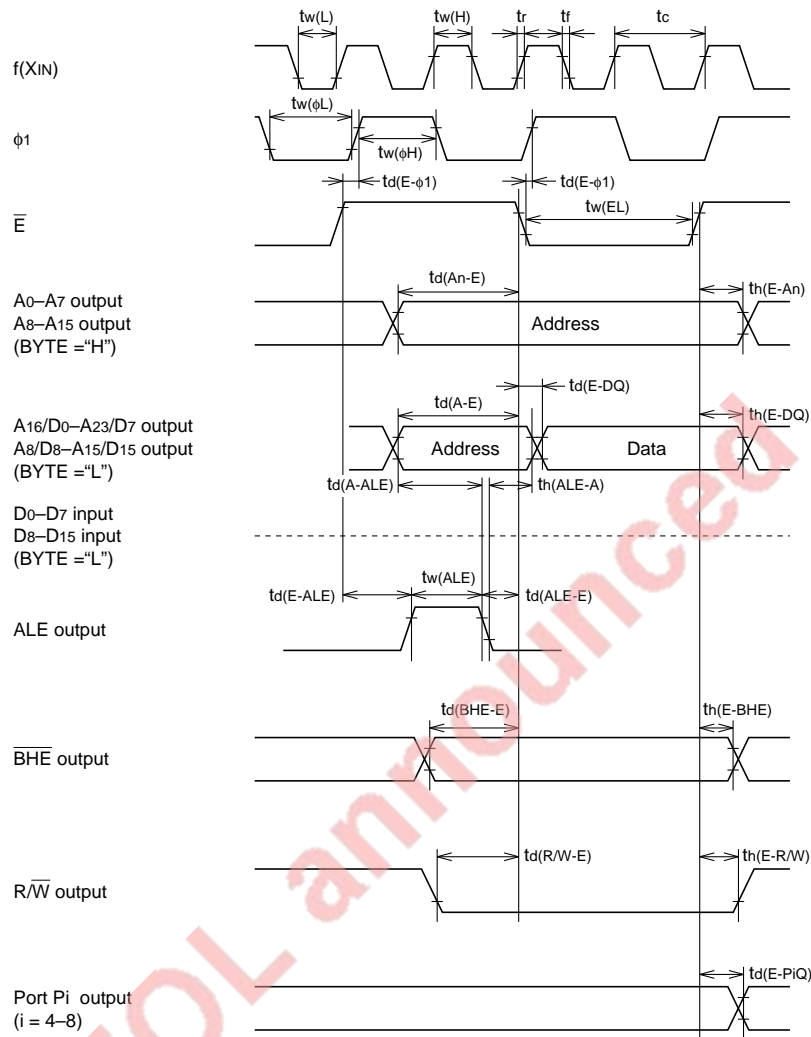 tw(L) tw(H) tr tf tc
f(XIN)
tw(ϕL)
ϕ1
tw(ϕH)
td(E-ϕ1) td(E-ϕ1)
tw(EL)
E̅
td(An-E) th(E-An)
A0–A7 output
A8–A15 output
(BYTE =“H”)
Address
td(E-DQ)
td(A-E) th(E-DQ)
A16/D0–A23/D7 output
A8/D8–A15/D15 output
(BYTE =“L”)
Address Data
td(A-ALE) th(ALE-A)
D0–D7 input
D8–D15 input
(BYTE =“L”)
tw(ALE)
td(E-ALE) td(ALE-E)
ALE output
td(BHE-E) th(E-BHE)
B̅H̅E̅ output
td(R/W-E) th(E-R/W)
R/W̅ output
td(E-PiQ)
Port Pi output
(i = 4–8)
OL announced